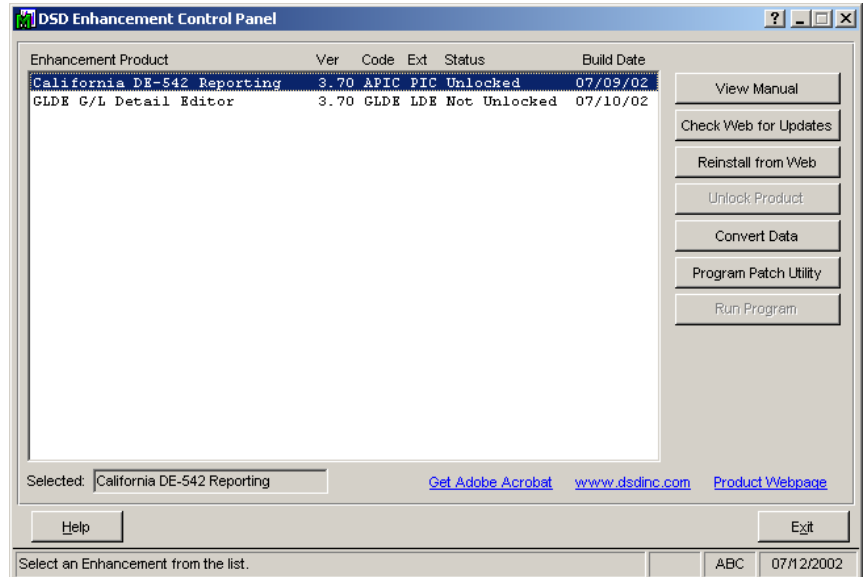 DSD Enhancement Control Panel
Enhancement Product Ver Code Ext Status Build Date
California DE-542 Reporting 3.70 APIC PIC Unlocked 07/09/02
GLDE G/L Detail Editor 3.70 GLDE LDE Not Unlocked 07/10/02
View Manual
Check Web for Updates
Reinstall from Web
Unlock Product
Convert Data
Program Patch Utility
Run Program
Selected: California DE-542 Reporting Get Adobe Acrobat www.dsdinc.com Product Webpage
Help Exit
Select an Enhancement from the list. ABC 07/12/2002